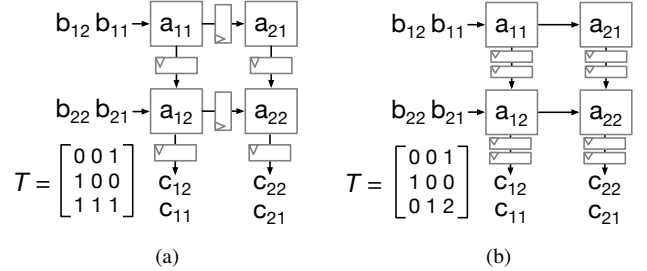 b₁₂ b₁₁ a₁₁ a₂₁
b₂₂ b₂₁ a₁₂ a₂₂
T = [0 0 1
1 0 0
1 1 1]
c₁₂ c₂₂
c₁₁ c₂₁
(a)
b₁₂ b₁₁ a₁₁ a₂₁
b₂₂ b₂₁ a₁₂ a₂₂
T = [0 0 1
1 0 0
0 1 2]
c₁₂ c₂₂
c₁₁ c₂₁
(b)